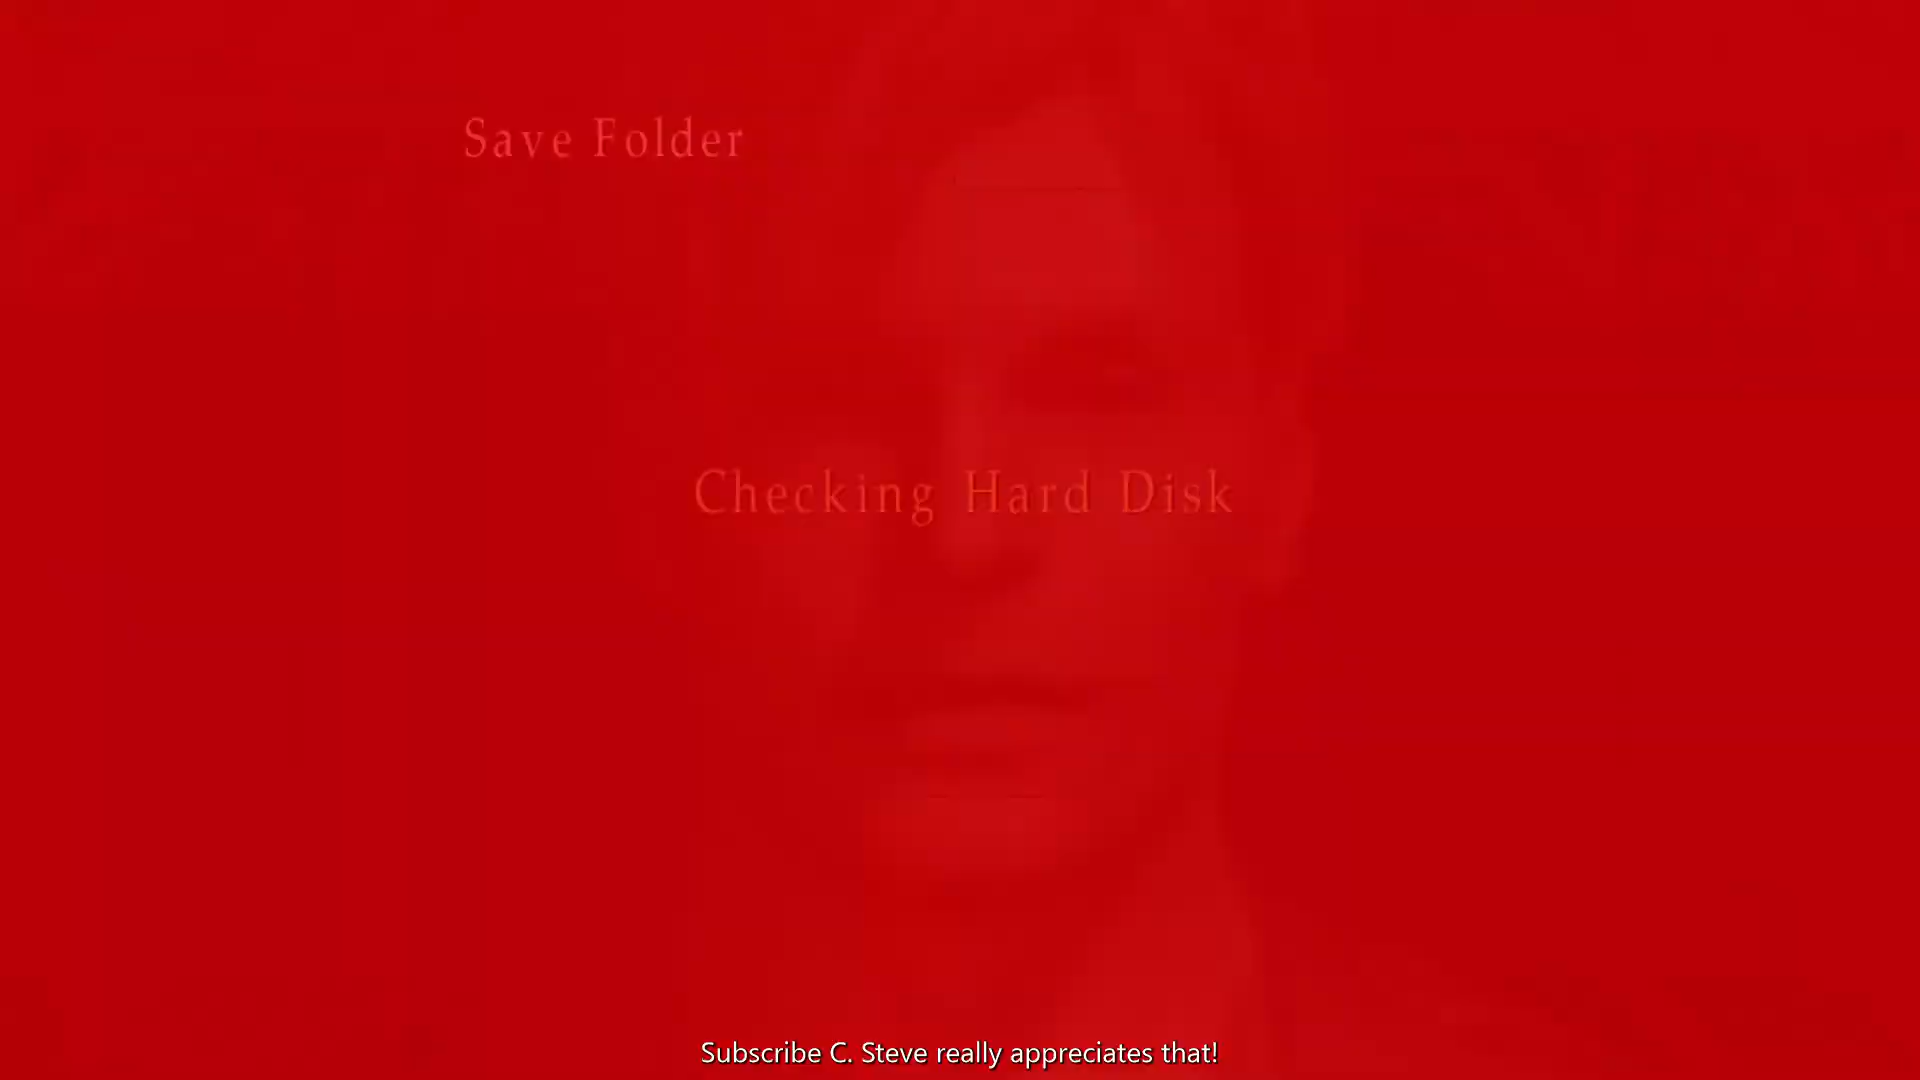 Save Folder
Checking Hard Disk
Subscribe C. Steve really appreciates that!